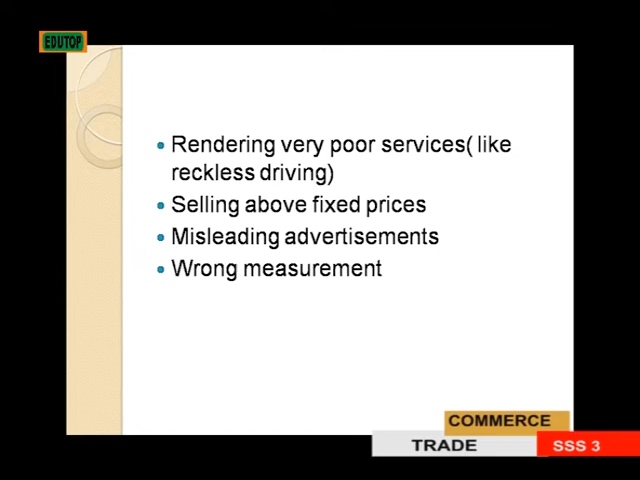 EDUTOP
Rendering very poor services( like
reckless driving)
Selling above fixed prices
Misleading advertisements
Wrong measurement
COMMERCE
TRADE
SSS 3